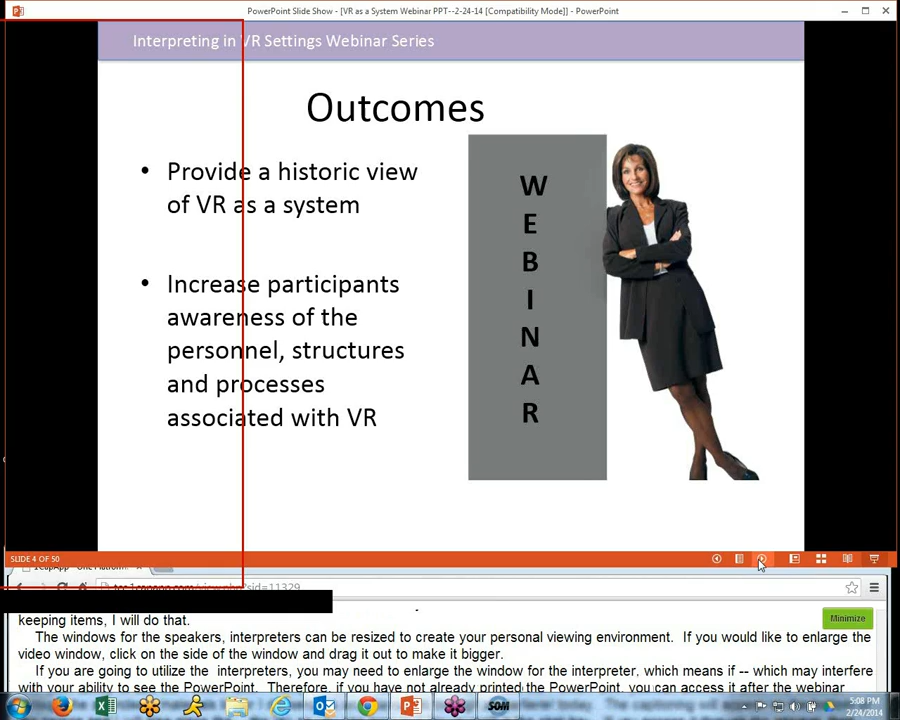 PowerPoint Slide Show - [VR as a System Webinar PPT--2-24-14 [Compatibility Mode]] - PowerPoint
Interpreting in VR Settings Webinar Series
Outcomes
• Provide a historic view
of VR as a system
• Increase participants
awareness of the
personnel, structures
and processes
associated with VR
W
E
B
I
N
A
R
SLIDE 4 OF 50
keeping items, I will do that.
Minimize
The windows for the speakers, interpreters can be resized to create your personal viewing environment. If you would like to enlarge the
video window, click on the side of the window and drag it out to make it bigger.
If you are going to utilize the interpreters, you may need to enlarge the window for the interpreter, which means if -- which may interfere
with your ability to see the PowerPoint. Therefore, if you have not already printed the PowerPoint, you can access it after the webinar
SOM
5:08 PM
2/24/2014